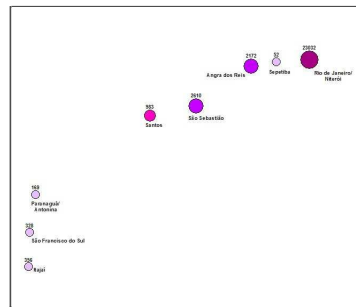 23032
2172
52
Angra dos Reis
Sepetiba
Rio de Janeiro/
Niterói
2610
983
São Sebastião
Santos
169
Paranaguá/
Antonina
328
São Francisco do Sul
356
Itajaí